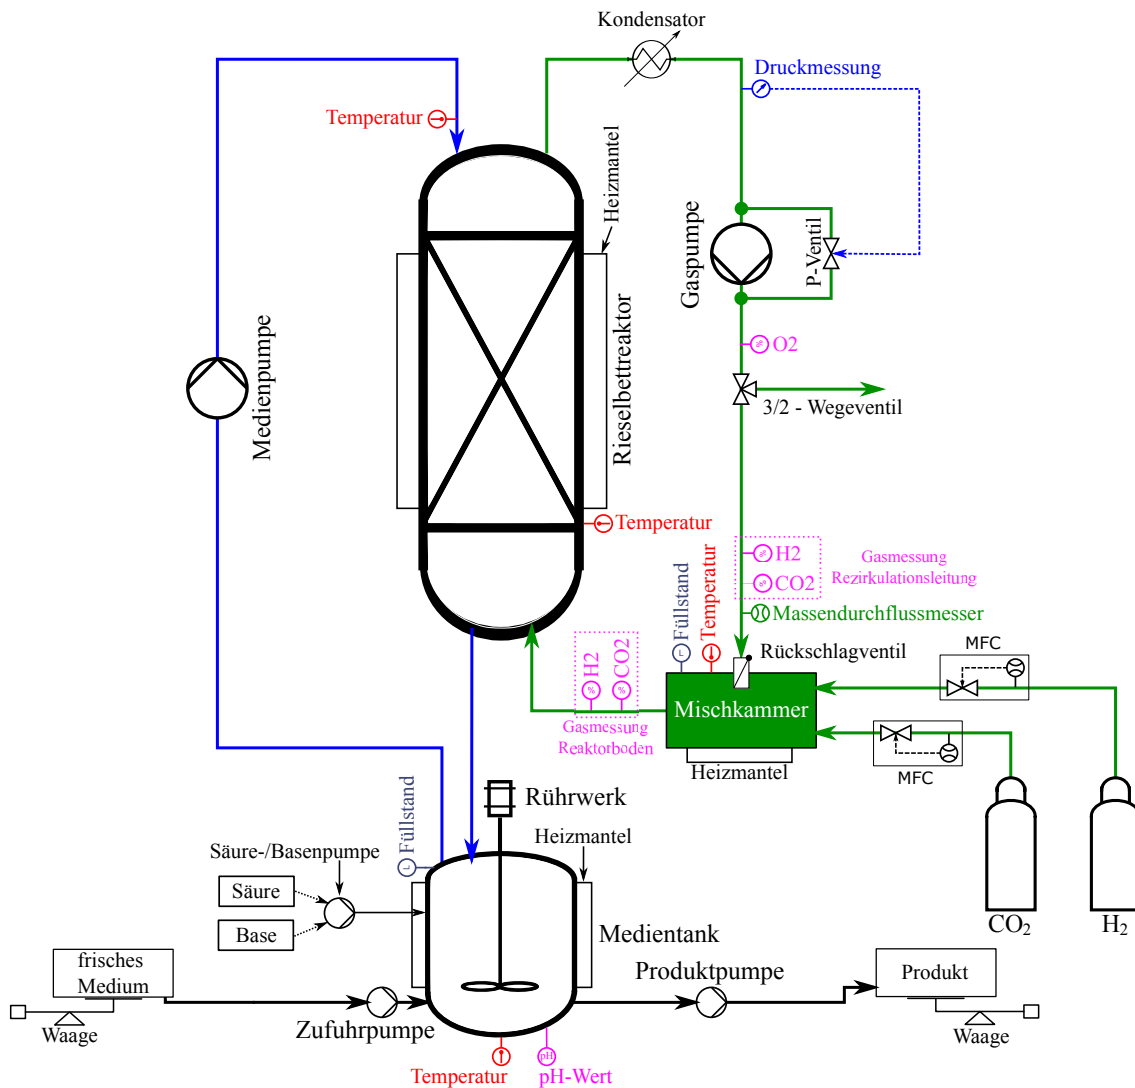 Kondensator
Druckmessung
Temperatur
Heizmantel
Gaspumpe
P-Ventil
Medienpumpe
Rieselbettreaktor
% O2
3/2 - Wegeventil
Temperatur
% H2
% CO2
Gasmessung
Rezirkulationsleitung
Massendurchflussmesser
L Füllstand
Temperatur
Rückschlagventil
MFC
% H2
% CO2
Gasmessung
Reaktorboden
Mischkammer
Heizmantel
MFC
Rührwerk
L Füllstand
Heizmantel
Säure-/Basenpumpe
Säure
Base
CO2
H2
Medientank
frisches
Medium
Waage
Zufuhrpumpe
Produktpumpe
Produkt
Waage
Temperatur
pH
pH-Wert